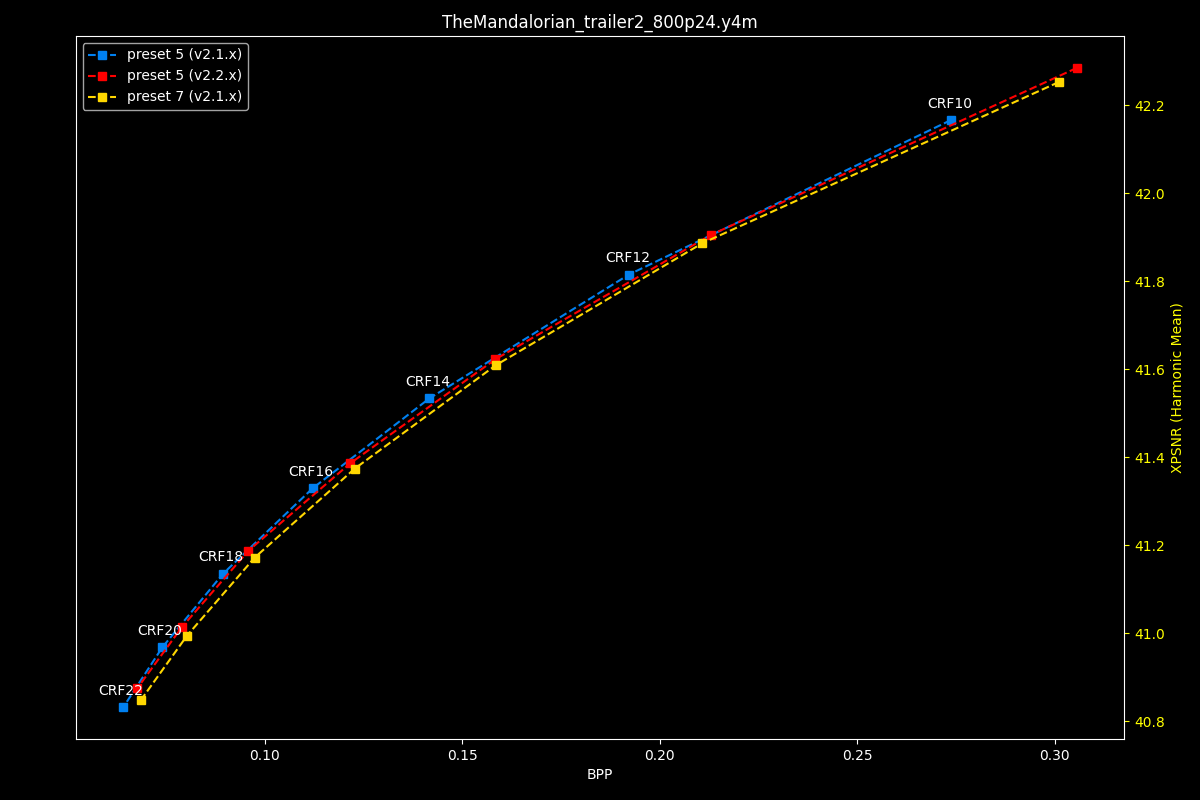 TheMandalorian_trailer2_800p24.y4m
preset 5 (v2.1.x)
preset 5 (v2.2.x)
preset 7 (v2.1.x)
CRF10
CRF12
CRF14
CRF16
CRF18
CRF20
CRF22
42.2
42.0
41.8
41.6
41.4
41.2
41.0
40.8
XPSNR (Harmonic Mean)
0.10 0.15 0.20 0.25 0.30
BPP